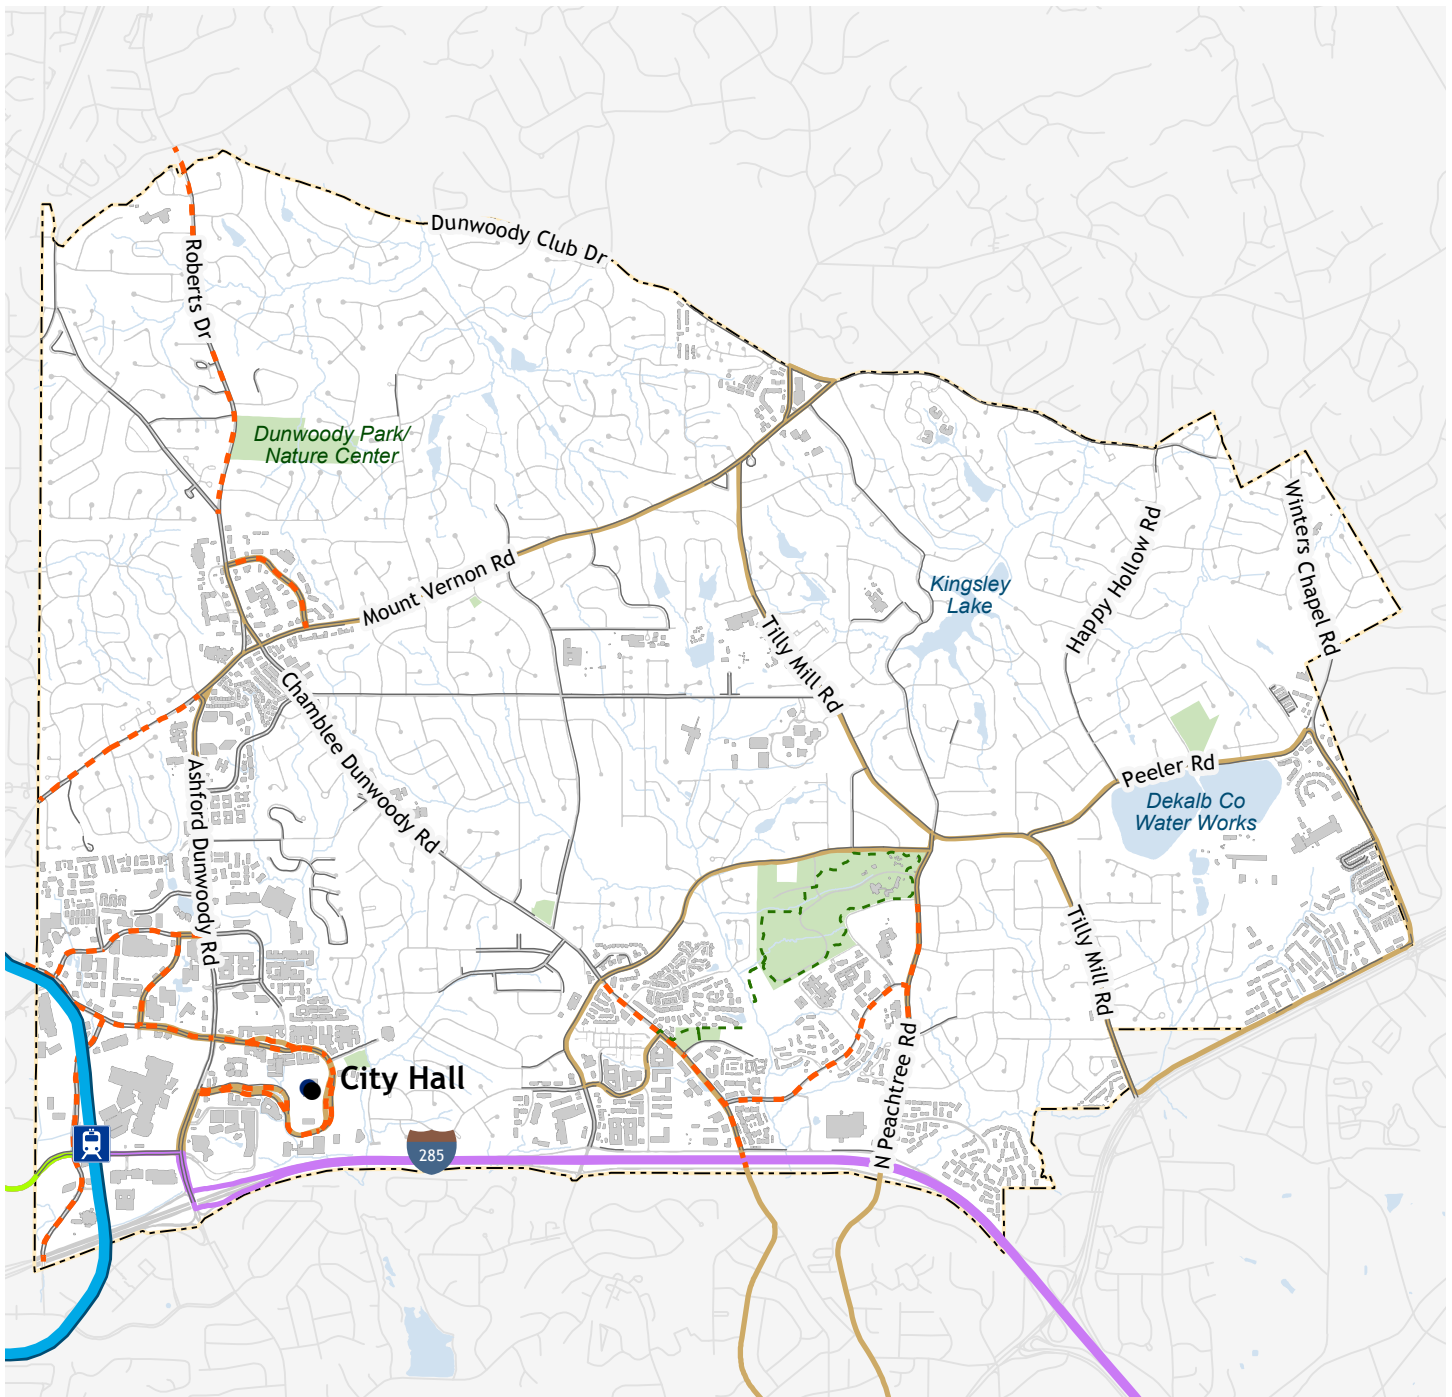 Dunwoody Club Dr
Roberts Dr
Dunwoody Park/
Nature Center
Winters Chapel Rd
Happy Hollow Rd
Mount Vernon Rd
Kingsley
Lake
Tilly Mill Rd
Chamblee Dunwoody Rd
Peeler Rd
Ashford Dunwoody Rd
Dekalb Co
Water Works
Tilly Mill Rd
City Hall
N Peachtree Rd
285